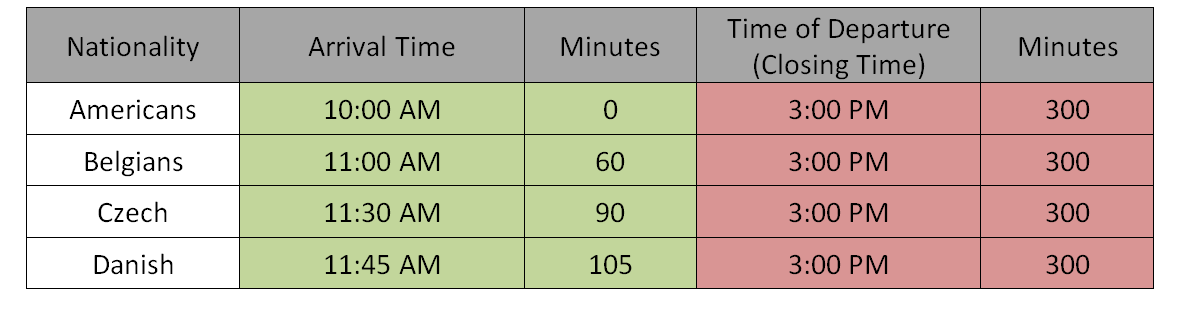 Nationality Arrival Time Minutes Time of Departure (Closing Time) Minutes
Americans 10:00 AM 0 3:00 PM 300
Belgians 11:00 AM 60 3:00 PM 300
Czech 11:30 AM 90 3:00 PM 300
Danish 11:45 AM 105 3:00 PM 300